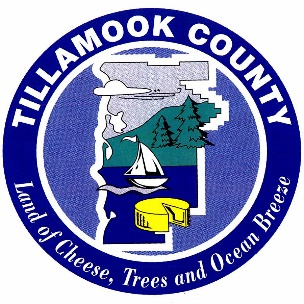 TILLAMOOK COUNTY
Land of Cheese, Trees and Ocean Breeze